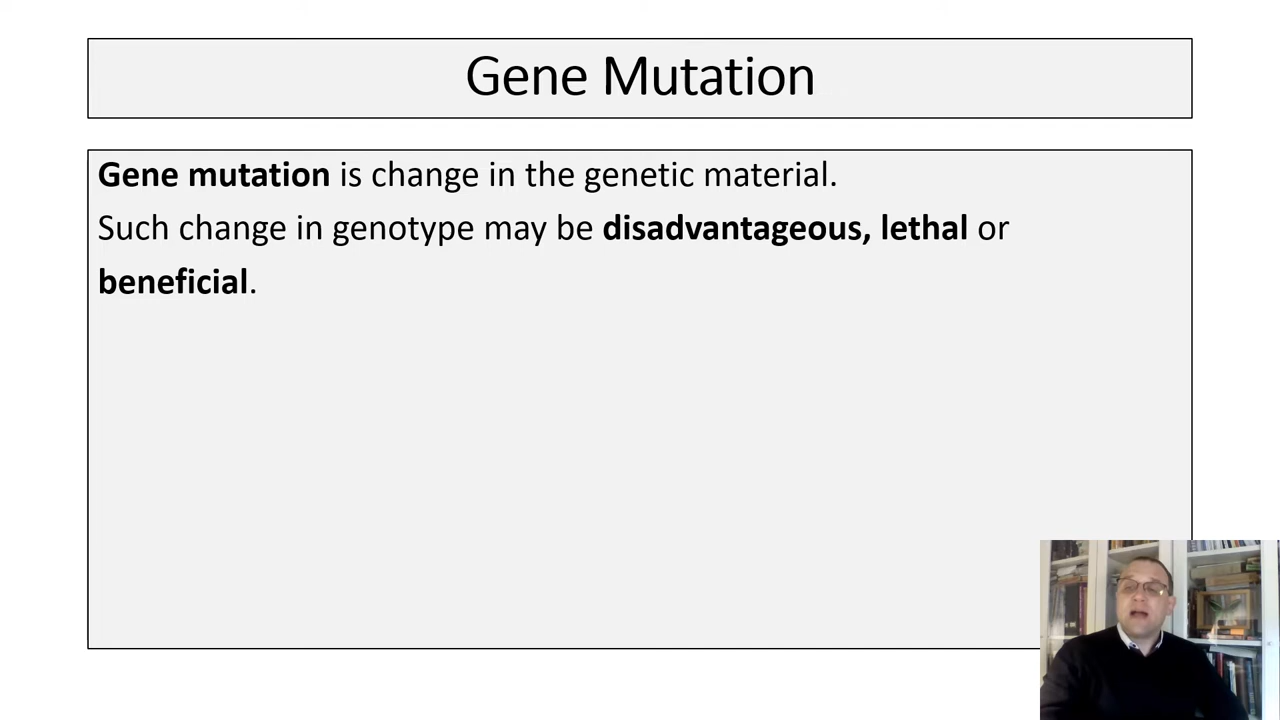 Gene Mutation
Gene mutation is change in the genetic material.
Such change in genotype may be disadvantageous, lethal or
beneficial.